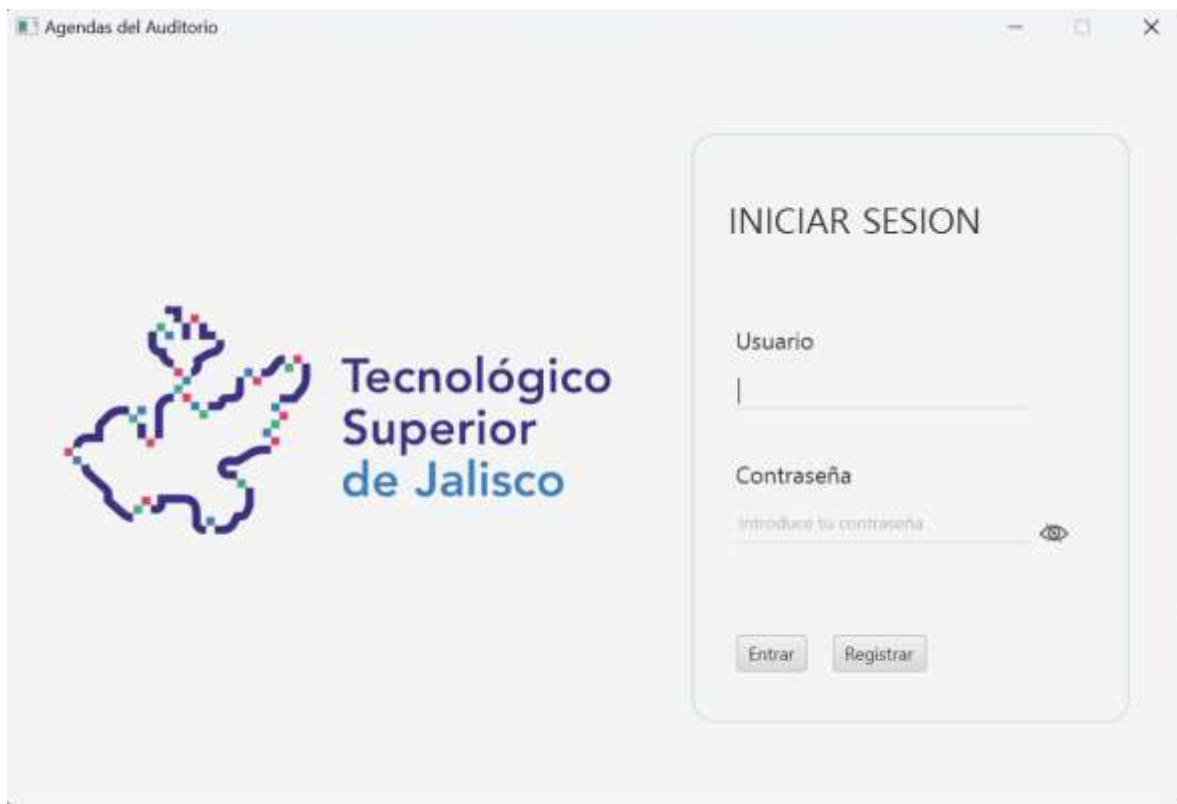 Agendas del Auditorio
INICIAR SESION
Tecnológico
Superior
de Jalisco
Usuario
Contraseña
Introduce tu contraseña
Entrar
Registrar